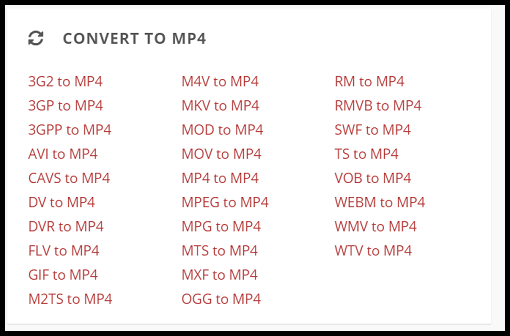 CONVERT TO MP4
3G2 to MP4
3GP to MP4
3GPP to MP4
AVI to MP4
CAVS to MP4
DV to MP4
DVR to MP4
FLV to MP4
GIF to MP4
M2TS to MP4
M4V to MP4
MKV to MP4
MOD to MP4
MOV to MP4
MP4 to MP4
MPEG to MP4
MPG to MP4
MTS to MP4
MXF to MP4
OGG to MP4
RM to MP4
RMVB to MP4
SWF to MP4
TS to MP4
VOB to MP4
WEBM to MP4
WMV to MP4
WTV to MP4